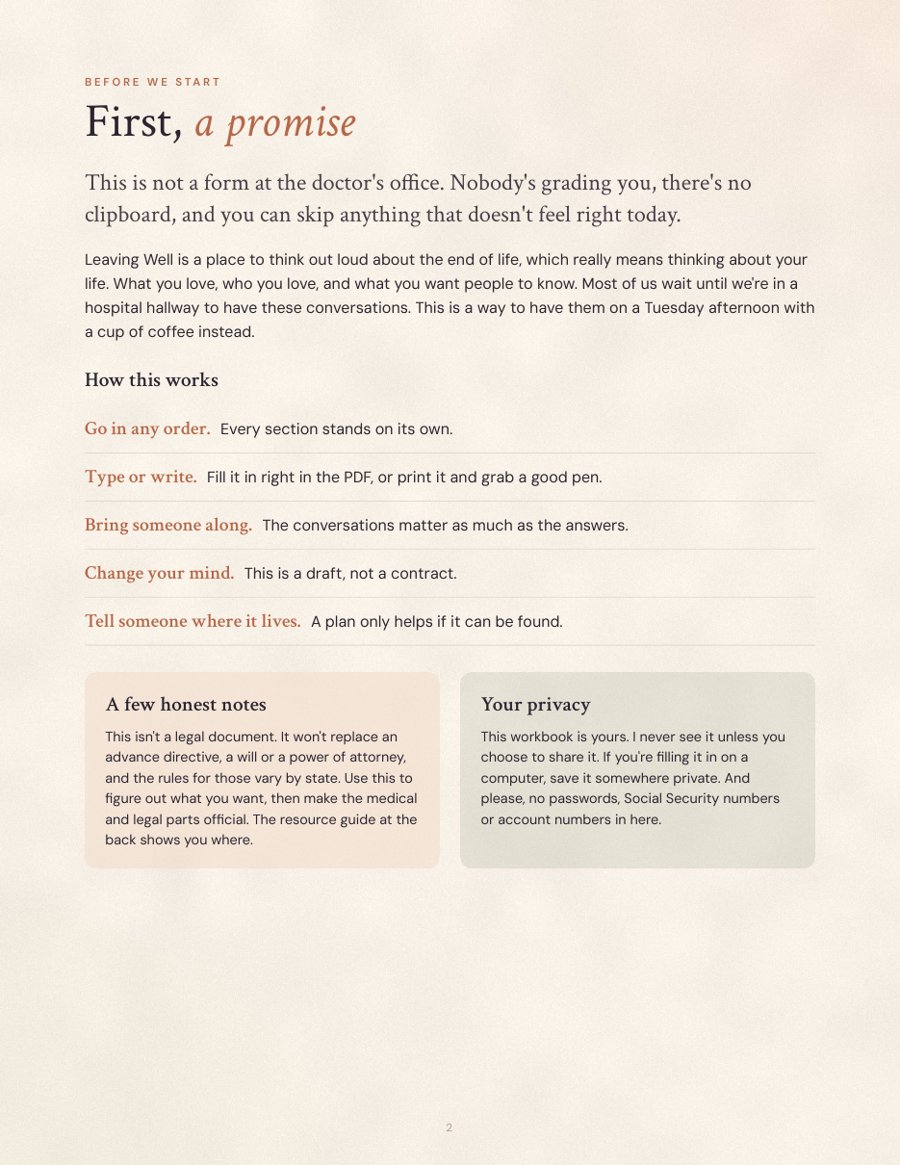 BEFORE WE START
First, a promise
This is not a form at the doctor's office. Nobody's grading you, there's no
clipboard, and you can skip anything that doesn't feel right today.
Leaving Well is a place to think out loud about the end of life, which really means thinking about your
life. What you love, who you love, and what you want people to know. Most of us wait until we're in a
hospital hallway to have these conversations. This is a way to have them on a Tuesday afternoon with
a cup of coffee instead.
How this works
Go in any order. Every section stands on its own.
Type or write. Fill it in right in the PDF, or print it and grab a good pen.
Bring someone along. The conversations matter as much as the answers.
Change your mind. This is a draft, not a contract.
Tell someone where it lives. A plan only helps if it can be found.
A few honest notes
This isn't a legal document. It won't replace an
advance directive, a will or a power of attorney,
and the rules for those vary by state. Use this to
figure out what you want, then make the medical
and legal parts official. The resource guide at the
back shows you where.
Your privacy
This workbook is yours. I never see it unless you
choose to share it. If you're filling it in on a
computer, save it somewhere private. And
please, no passwords, Social Security numbers
or account numbers in here.
2